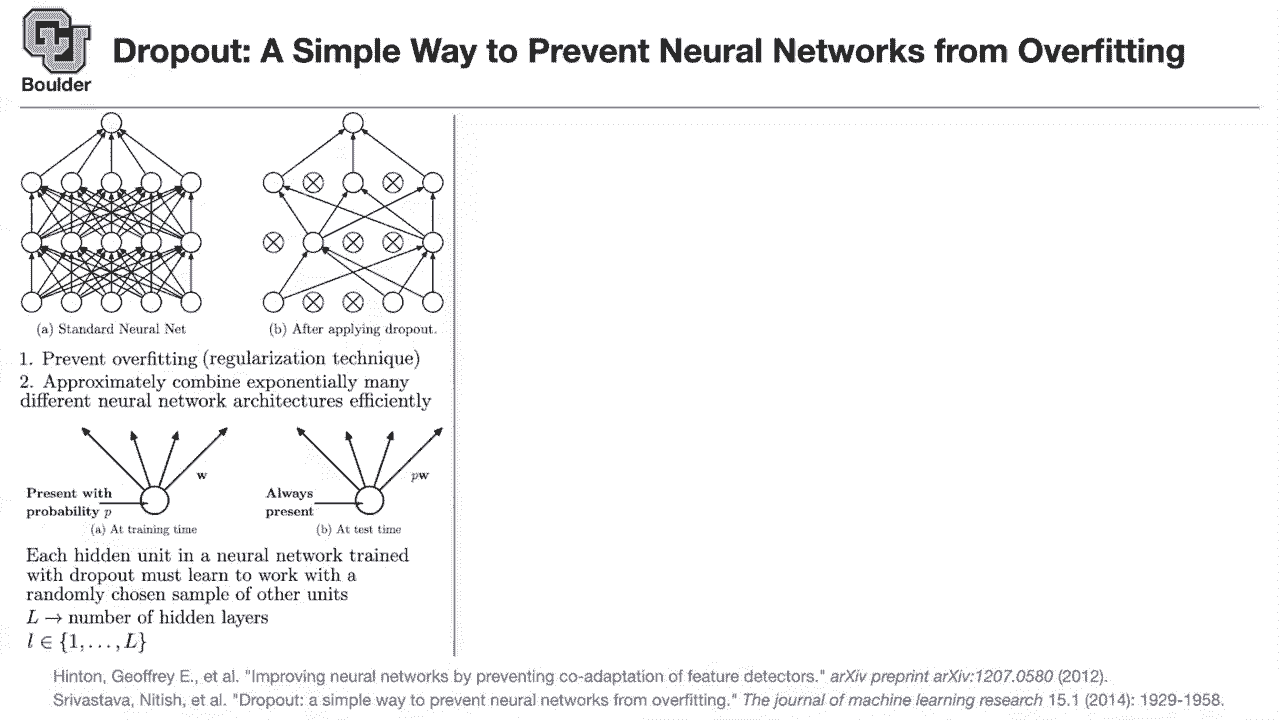 Boulder
Dropout: A Simple Way to Prevent Neural Networks from Overfitting
(a) Standard Neural Net
(b) After applying dropout.
1. Prevent overfitting (regularization technique)
2. Approximately combine exponentially many
different neural network architectures efficiently
w
Present with
probability p
(a) At training time
pw
Always
present
(b) At test time
Each hidden unit in a neural network trained
with dropout must learn to work with a
randomly chosen sample of other units
L → number of hidden layers
l ∈ {1, . . . , L}
Hinton, Geoffrey E., et al. "Improving neural networks by preventing co-adaptation of feature detectors." arXiv preprint arXiv:1207.0580 (2012).
Srivastava, Nitish, et al. "Dropout: a simple way to prevent neural networks from overfitting." The journal of machine learning research 15.1 (2014): 1929-1958.